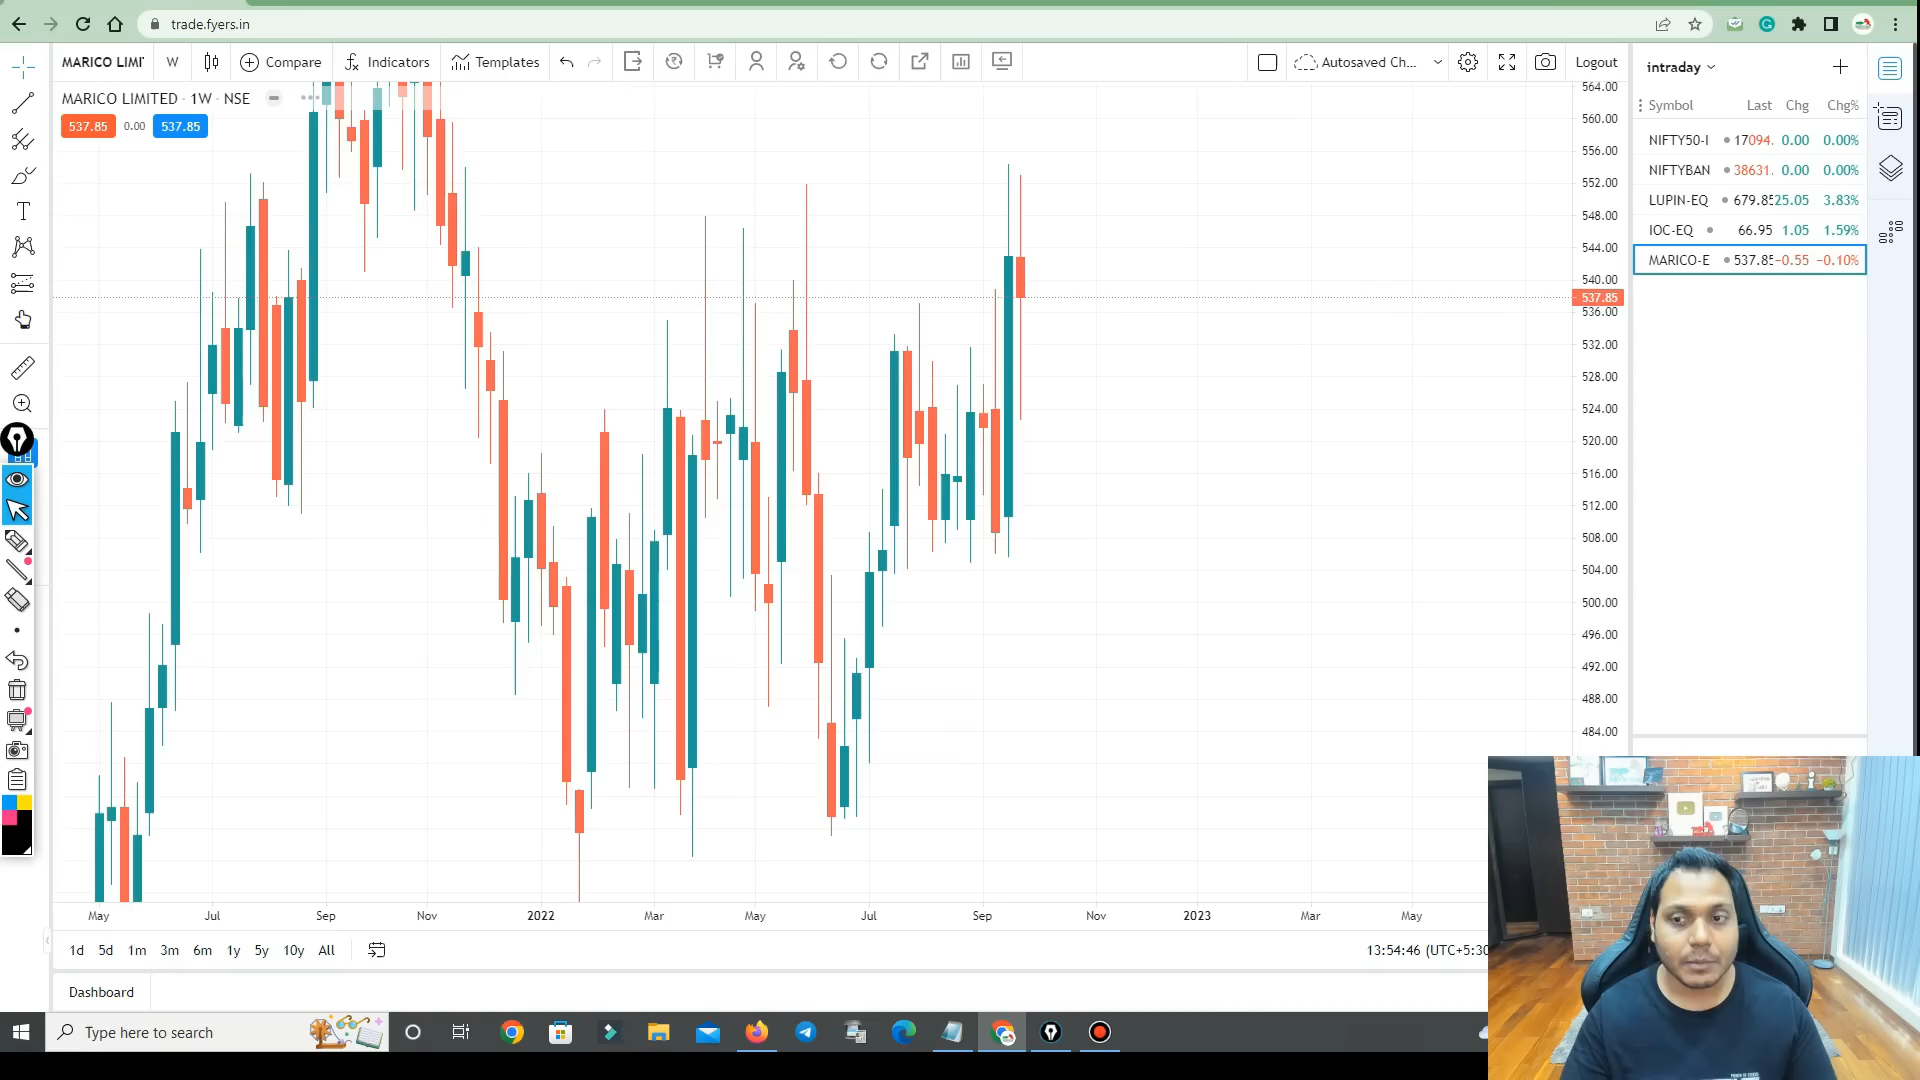 trade.fyers.in
MARICO LIMI
W
Compare
Indicators
Templates
Autosaved Ch...
Logout
intraday
MARICO LIMITED · 1W · NSE
537.85 0.00 537.85
Symbol Last Chg Chg%
NIFTY50-I 17094. 0.00 0.00%
NIFTYBAN 38631. 0.00 0.00%
LUPIN-EQ 679.85 25.05 3.83%
IOC-EQ 66.95 1.05 1.59%
MARICO-E 537.85 −0.55 −0.10%
564.00
560.00
556.00
552.00
548.00
544.00
540.00
537.85
536.00
532.00
528.00
524.00
520.00
516.00
512.00
508.00
504.00
500.00
496.00
492.00
488.00
484.00
May Jul Sep Nov 2022 Mar May Jul Sep Nov 2023 Mar May
1d 5d 1m 3m 6m 1y 5y 10y All
13:54:46 (UTC+5:30
Dashboard
Type here to search